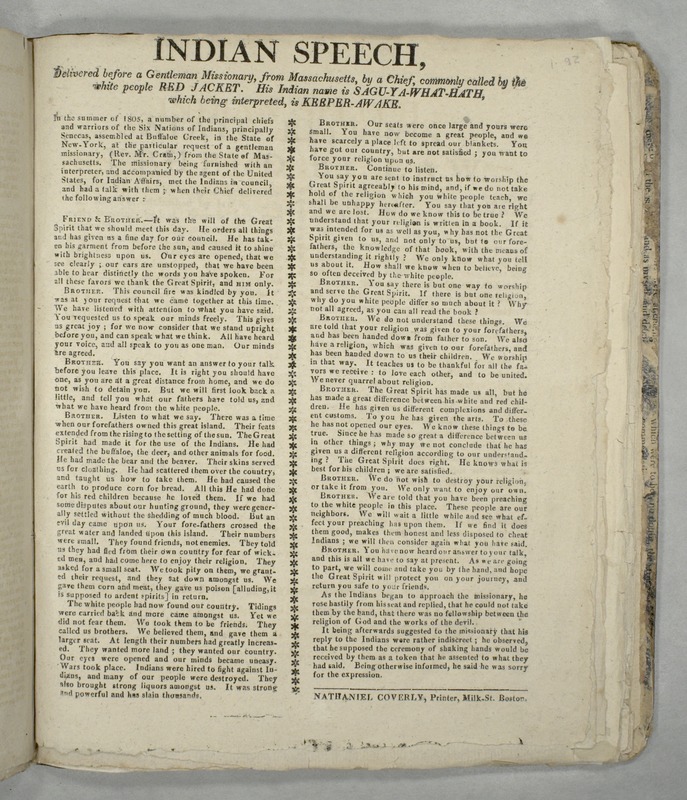 INDIAN SPEECH,
Delivered before a Gentleman Missionary, from Massachusetts, by a Chief, commonly called by the
white people RED JACKET. His Indian name is SAGU-YA-WHAT-HATH,
which being interpreted, is KEEPER-AWAKE.
In the summer of 1805, a number of the principal chiefs
and warriors of the Six Nations of Indians, principally
Senecas, assembled at Buffaloe Creek, in the State of
New-York, at the particular request of a gentleman
missionary, (Rev. Mr. Cram,) from the State of Mas-
sachusetts. The missionary being furnished with an
interpreter, and accompanied by the agent of the United
States, for Indian Affairs, met the Indians in council,
and had a talk with them ; when their Chief delivered
the following answer :
FRIEND & BROTHER.—It was the will of the Great
Spirit that we should meet this day. He orders all things
and has given us a fine day for our council. He has tak-
en his garment from before the sun, and caused it to shine
with brightness upon us. Our eyes are opened, that we
see clearly ; our ears are unstopped, that we have been
able to hear distinctly the words you have spoken. For
all these favors we thank the Great Spirit, and HIM only.
BROTHER. This council fire was kindled by you. It
was at your request that we came together at this time.
We have listened with attention to what you have said.
You requested us to speak our minds freely. This gives
us great joy ; for we now consider that we stand upright
before you, and can speak what we think. All have heard
your voice, and all speak to you as one man. Our minds
are agreed.
BROTHER. You say you want an answer to your talk
before you leave this place. It is right you should have
one, as you are at a great distance from home, and we do
not wish to detain you. But we will first look back a
little, and tell you what our fathers have told us, and
what we have heard from the white people.
BROTHER. Listen to what we say. There was a time
when our forefathers owned this great island. Their seats
extended from the rising to the setting of the sun. The Great
Spirit had made it for the use of the Indians. He had
created the buffaloe, the deer, and other animals for food.
He had made the bear and the beaver. Their skins served
us for cloathing. He had scattered them over the country,
and taught us how to take them. He had caused the
earth to produce corn for bread. All this He had done
for his red children because he loved them. If we had
some disputes about our hunting ground, they were gener-
ally settled without the shedding of much blood. But an
evil day came upon us. Your fore-fathers crossed the
great water and landed upon this island. Their numbers
were small. They found friends, not enemies. They told
us they had fled from their own country for fear of wick-
ed men, and had come here to enjoy their religion. They
asked for a small seat. We took pity on them, we grant-
ed their request, and they sat down amongst us. We
gave them corn and meat, they gave us poison [alluding, it
is supposed to ardent spirits] in return.
The white people had now found our country. Tidings
were carried back and more came amongst us. Yet we
did not fear them. We took them to be friends. They
called us brothers. We believed them, and gave them a
larger seat. At length their numbers had greatly increas-
ed. They wanted more land ; they wanted our country.
Our eyes were opened and our minds became uneasy.
Wars took place. Indians were hired to fight against In-
dians, and many of our people were destroyed. They
also brought strong liquors amongst us. It was strong
and powerful and has slain thousands.
BROTHER. Our seats were once large and yours were
small. You have now become a great people, and we
have scarcely a place left to spread our blankets. You
have got our country, but are not satisfied ; you want to
force your religion upon us.
BROTHER. Continue to listen.
You say you are sent to instruct us how to worship the
Great Spirit agreeably to his mind, and, if we do not take
hold of the religion which you white people teach, we
shall be unhappy hereafter. You say that you are right
and we are lost. How do we know this to be true ? We
understand that your religion is written in a book. If it
was intended for us as well as you, why has not the Great
Spirit given to us, and not only to us, but to our fore-
fathers, the knowledge of that book, with the means of
understanding it rightly ? We only know what you tell
us about it. How shall we know when to believe, being
so often deceived by the white people.
BROTHER. You say there is but one way to worship
and serve the Great Spirit. If there is but one religion,
why do you white people differ so much about it ? Why
not all agreed, as you can all read the book ?
BROTHER. We do not understand these things. We
are told that your religion was given to your forefathers,
and has been handed down from father to son. We also
have a religion, which was given to our forefathers, and
has been handed down to us their children. We worship
in that way. It teaches us to be thankful for all the fa-
vors we receive : to love each other, and to be united.
We never quarrel about religion.
BROTHER. The Great Spirit has made us all, but he
has made a great difference between his white and red chil-
dren. He has given us different complexions and differ-
ent customs. To you he has given the arts. To these
he has not opened our eyes. We know these things to be
true. Since he has made so great a difference between us
in other things ; why may we not conclude that he has
given us a different religion according to our understand-
ing ? The Great Spirit does right. He knows what is
best for his children ; we are satisfied.
BROTHER. We do not wish to destroy your religion,
or take it from you. We only want to enjoy our own.
BROTHER. We are told that you have been preaching
to the white people in this place. These people are our
neighbors. We will wait a little while and see what ef-
fect your preaching has upon them. If we find it does
them good, makes them honest and less disposed to cheat
Indians ; we will then consider again what you have said.
BROTHER. You have now heard our answer to your talk,
and this is all we have to say at present. As we are going
to part, we will come and take you by the hand, and hope
the Great Spirit will protect you on your journey, and
return you safe to your friends.
As the Indians began to approach the missionary, he
rose hastily from his seat and replied, that he could not take
them by the hand, that there was no fellowship between the
religion of God and the works of the devil.
It being afterwards suggested to the missionary that his
reply to the Indians were rather indiscreet ; he observed,
that he supposed the ceremony of shaking hands would be
received by them as a token that he assented to what they
had said. Being otherwise informed, he said he was sorry
for the expression.
NATHANIEL COVERLY, Printer, Milk-St. Boston.